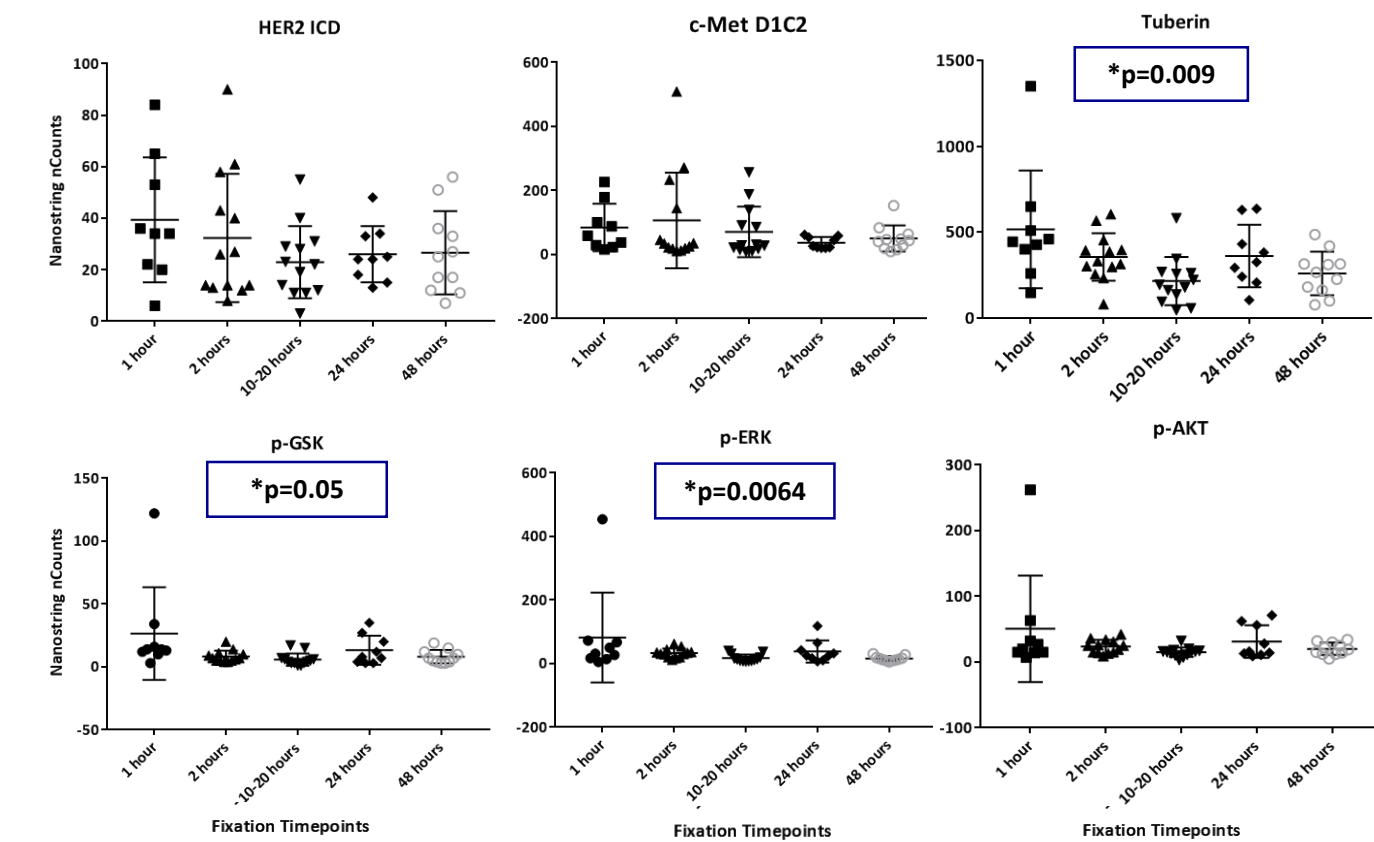 HER2 ICD
c-Met D1C2
Tuberin
*p=0.009
Nanostring nCounts
100
80
60
40
20
0
1 hour
2 hours
10-20 hours
24 hours
48 hours
600
400
200
0
-200
1 hour
2 hours
10-20 hours
24 hours
48 hours
1500
1000
500
0
1 hour
2 hours
10-20 hours
24 hours
48 hours
p-GSK
*p=0.05
p-ERK
*p=0.0064
p-AKT
Nanostring nCounts
150
100
50
0
-50
1 hour
2 hours
10-20 hours
24 hours
48 hours
Fixation Timepoints
600
400
200
0
-200
1 hour
2 hours
10-20 hours
24 hours
48 hours
Fixation Timepoints
300
200
100
0
-100
1 hour
2 hours
10-20 hours
24 hours
48 hours
Fixation Timepoints